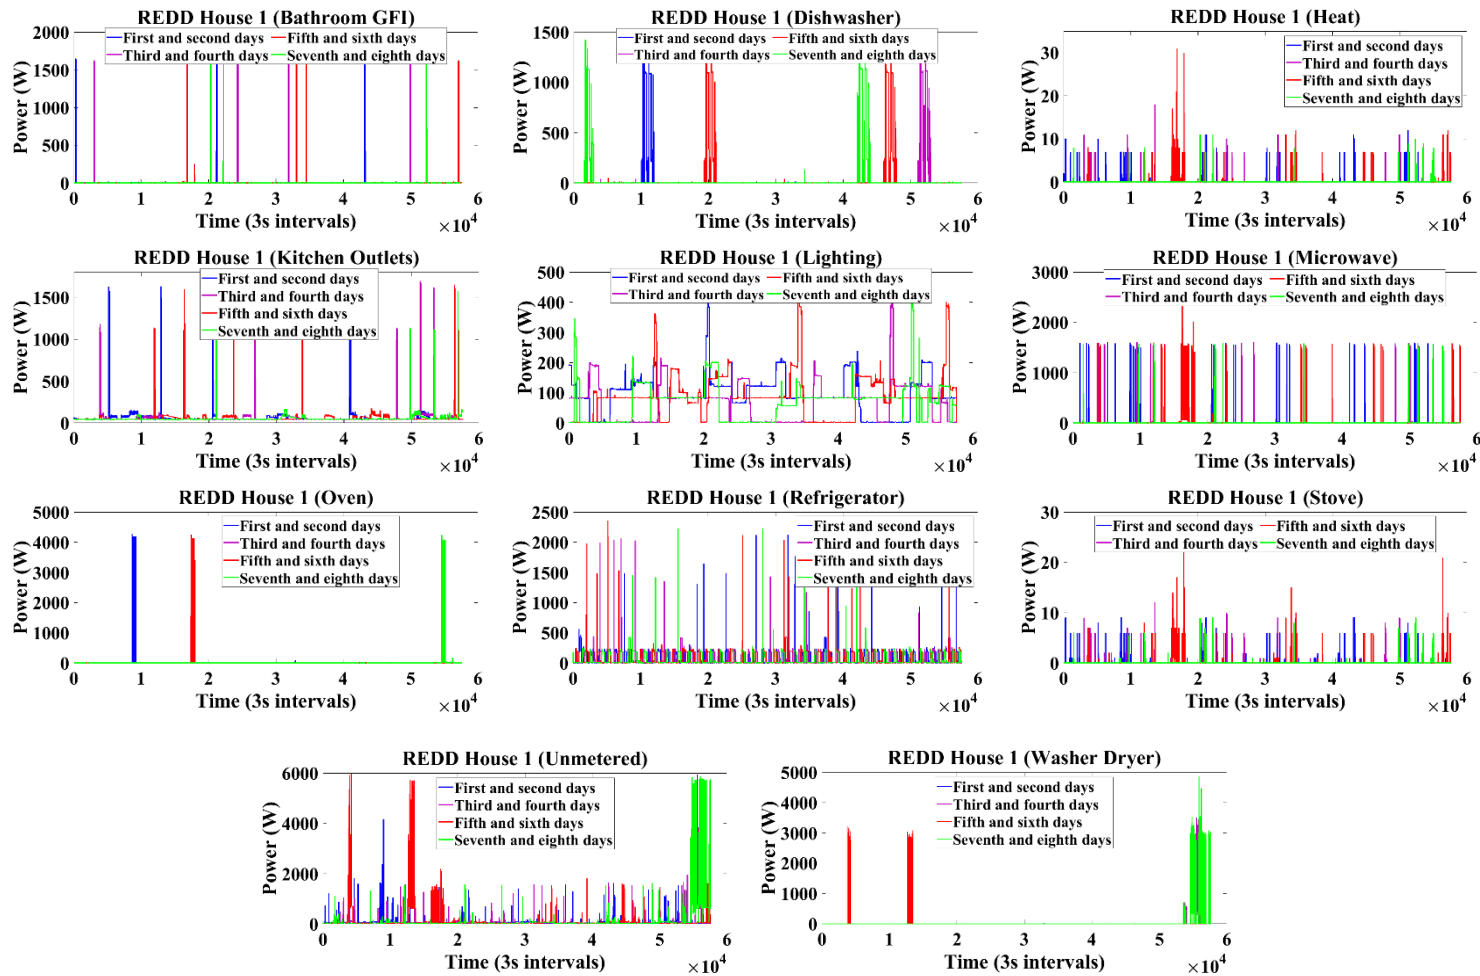 REDD House 1 (Bathroom GFI)
2000
1500
1000
500
0
Power (W)
First and second days
Fifth and sixth days
Third and fourth days
Seventh and eighth days
0 1 2 3 4 5 6
Time (3s intervals)
×10⁴
REDD House 1 (Dishwasher)
1500
1000
500
0
Power (W)
First and second days
Fifth and sixth days
Third and fourth days
Seventh and eighth days
0 1 2 3 4 5 6
Time (3s intervals)
×10⁴
REDD House 1 (Heat)
30
20
10
0
Power (W)
First and second days
Third and fourth days
Fifth and sixth days
Seventh and eighth days
0 1 2 3 4 5 6
Time (3s intervals)
×10⁴
REDD House 1 (Kitchen Outlets)
1500
1000
500
0
Power (W)
First and second days
Third and fourth days
Fifth and sixth days
Seventh and eighth days
0 1 2 3 4 5 6
Time (3s intervals)
×10⁴
REDD House 1 (Lighting)
500
400
300
200
100
0
Power (W)
First and second days
Fifth and sixth days
Third and fourth days
Seventh and eighth days
0 1 2 3 4 5 6
Time (3s intervals)
×10⁴
REDD House 1 (Microwave)
3000
2000
1000
0
Power (W)
First and second days
Fifth and sixth days
Third and fourth days
Seventh and eighth days
0 1 2 3 4 5 6
Time (3s intervals)
×10⁴
REDD House 1 (Oven)
5000
4000
3000
2000
1000
0
Power (W)
First and second days
Third and fourth days
Fifth and sixth days
Seventh and eighth days
0 1 2 3 4 5 6
Time (3s intervals)
×10⁴
REDD House 1 (Refrigerator)
2500
2000
1500
1000
500
0
Power (W)
First and second days
Third and fourth days
Fifth and sixth days
Seventh and eighth days
0 1 2 3 4 5 6
Time (3s intervals)
×10⁴
REDD House 1 (Stove)
30
20
10
0
Power (W)
First and second days
Fifth and sixth days
Third and fourth days
Seventh and eighth days
0 1 2 3 4 5 6
Time (3s intervals)
×10⁴
REDD House 1 (Unmetered)
6000
4000
2000
0
Power (W)
First and second days
Third and fourth days
Fifth and sixth days
Seventh and eighth days
0 1 2 3 4 5 6
Time (3s intervals)
×10⁴
REDD House 1 (Washer Dryer)
5000
4000
3000
2000
1000
0
Power (W)
First and second days
Third and fourth days
Fifth and sixth days
Seventh and eighth days
0 1 2 3 4 5 6
Time (3s intervals)
×10⁴